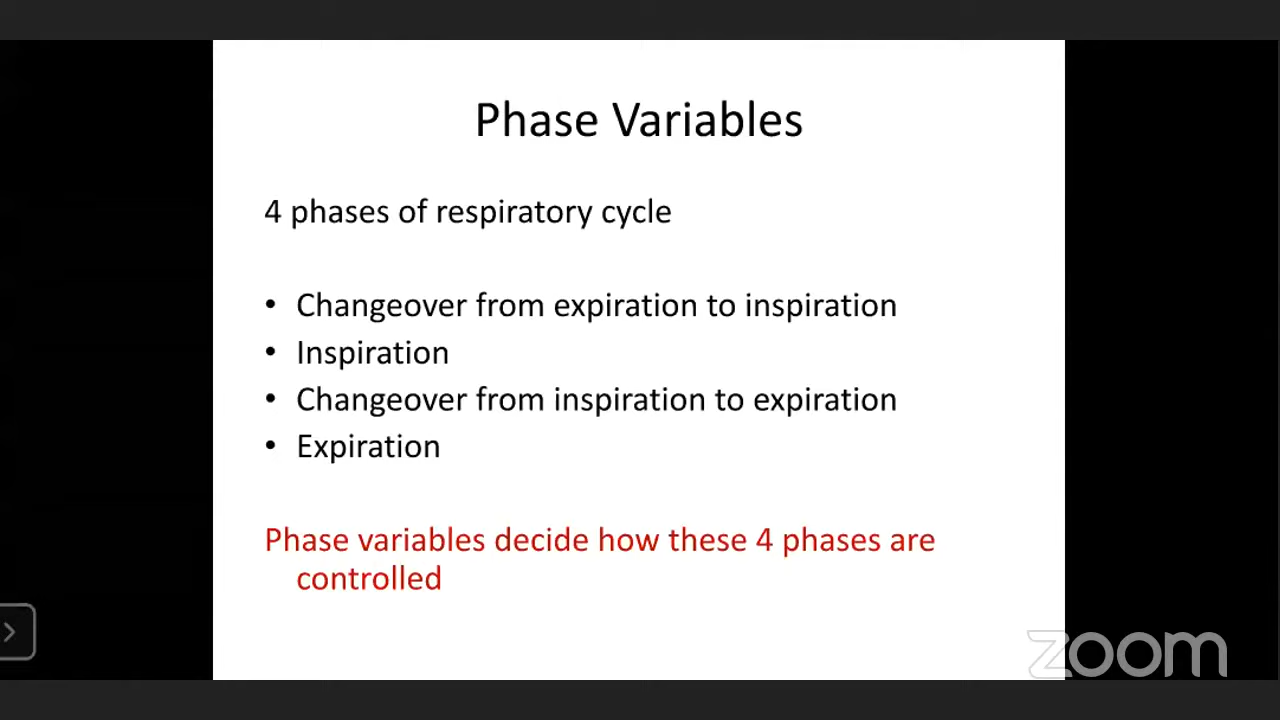 Phase Variables
4 phases of respiratory cycle
• Changeover from expiration to inspiration
• Inspiration
• Changeover from inspiration to expiration
• Expiration
Phase variables decide how these 4 phases are
controlled
zoom